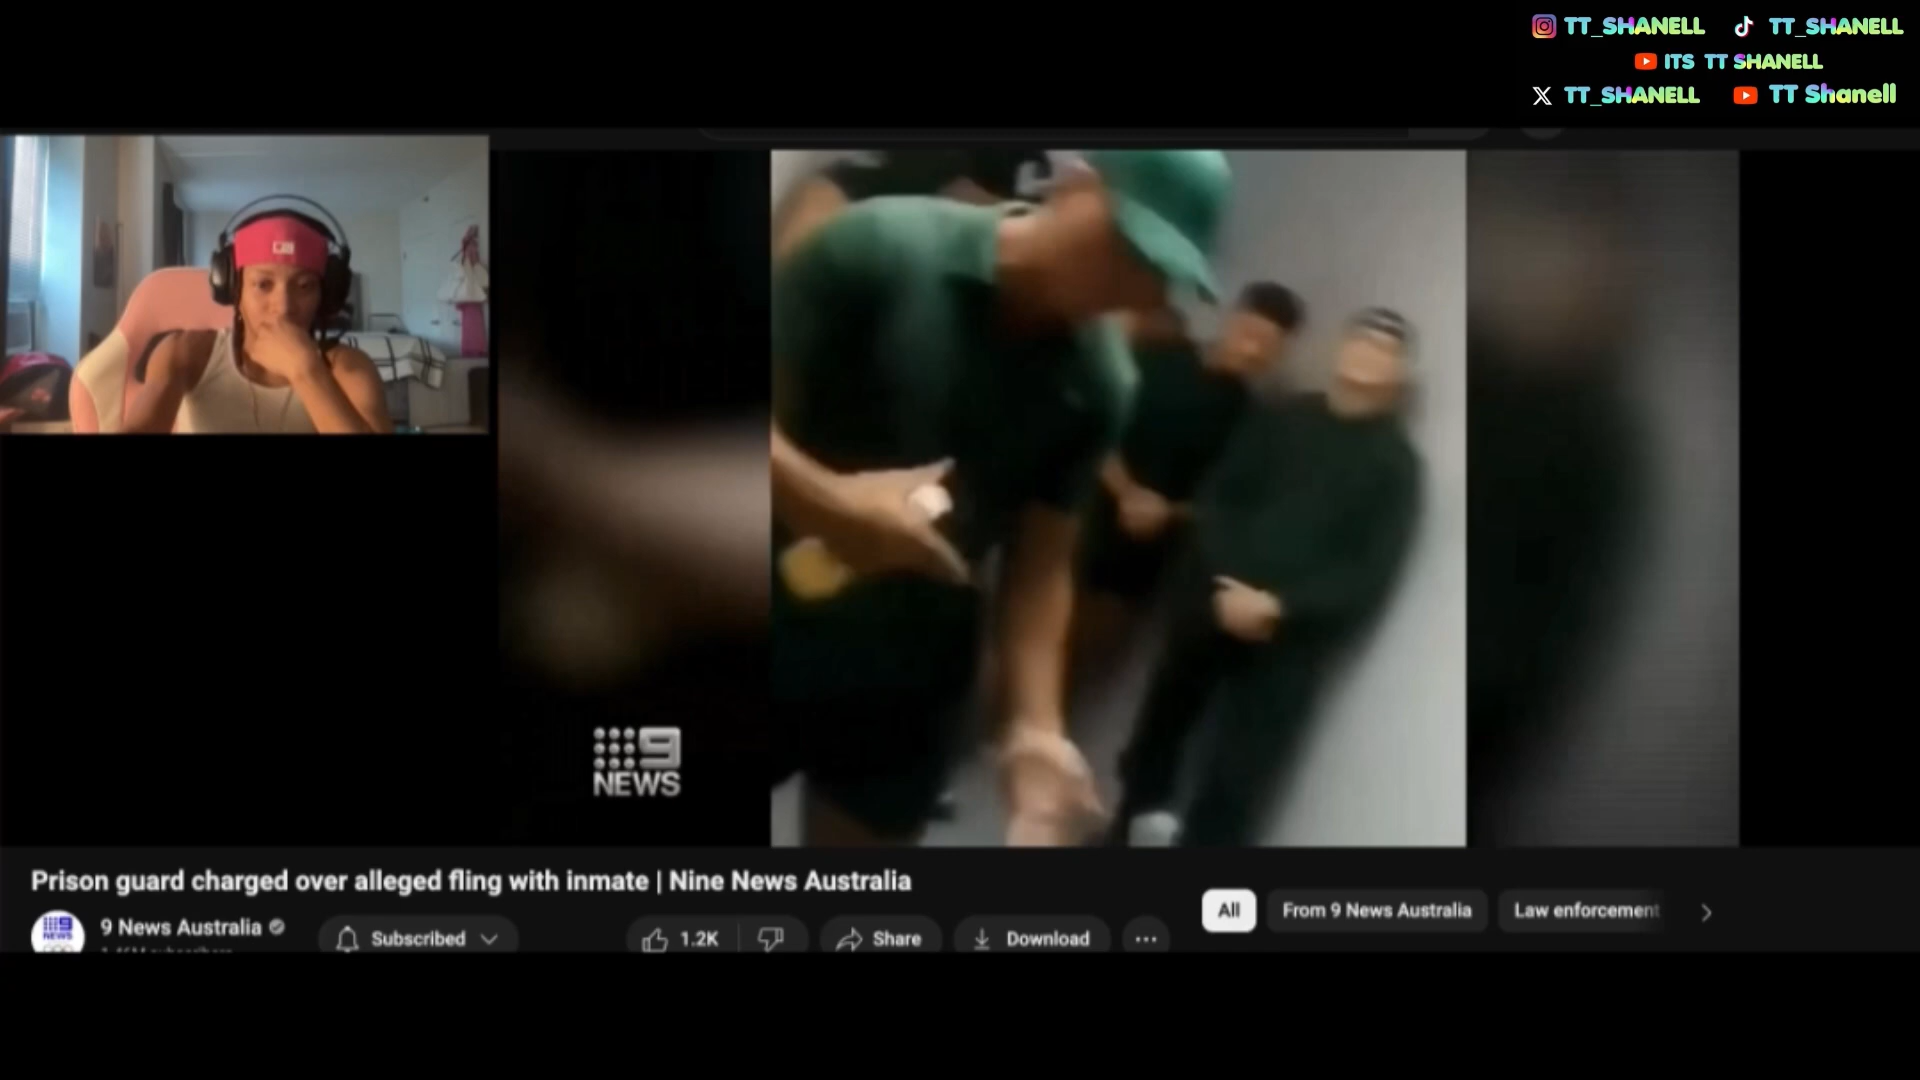 TT_SHANELL TT_SHANELL
ITS TT SHANELL
TT_SHANELL TT Shanell
9
NEWS
Prison guard charged over alleged fling with inmate | Nine News Australia
9 News Australia
Subscribed
1.2K
Share
Download
All
From 9 News Australia
Law enforcement